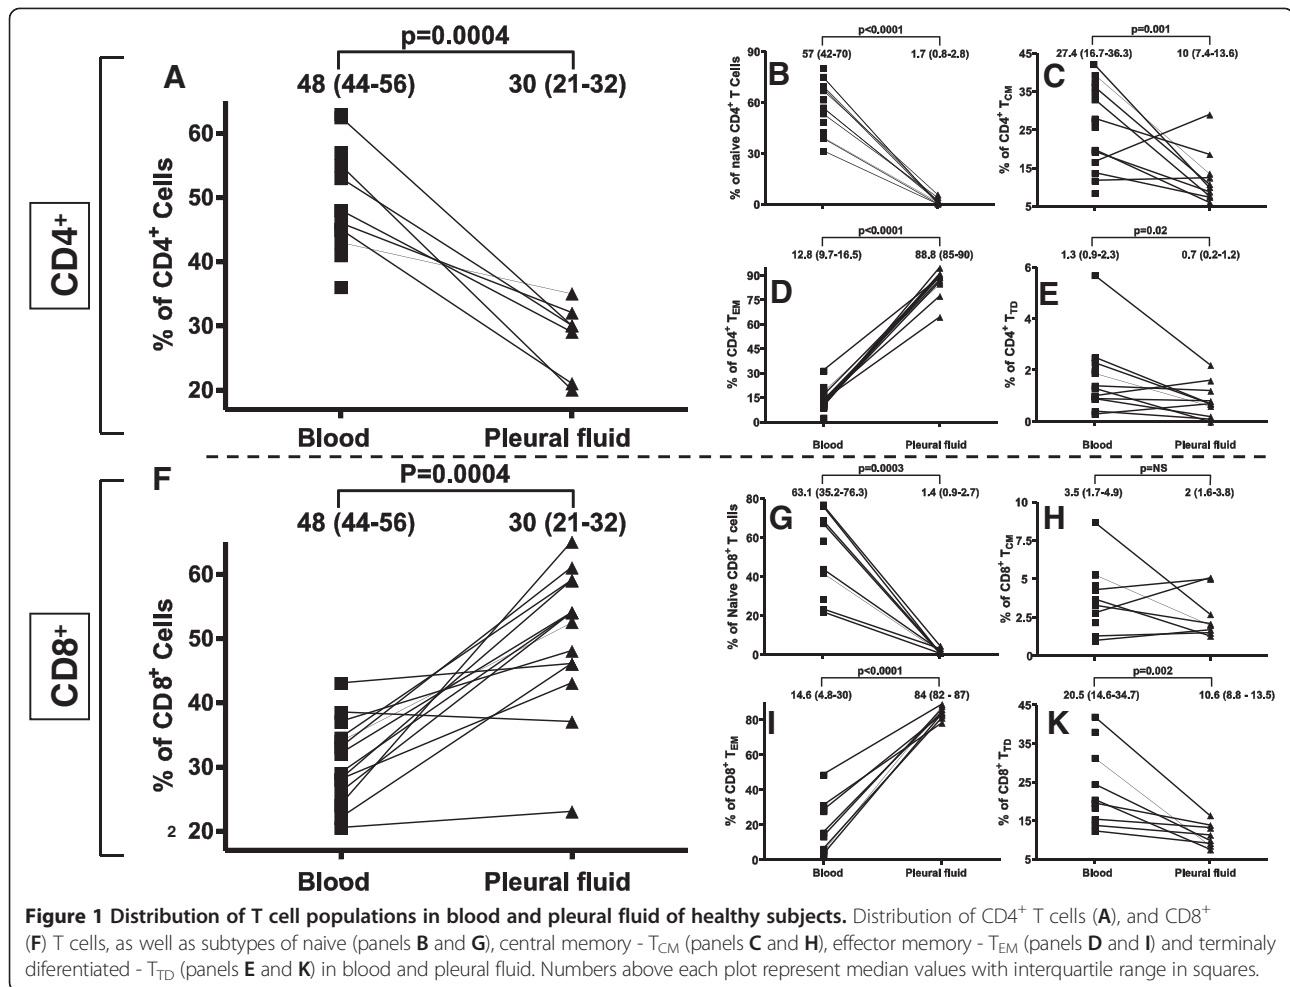 CD4+
A
p=0.0004
48 (44-56) 30 (21-32)
% of CD4+ Cells
60
50
40
30
20
Blood Pleural fluid
B
p<0.0001
57 (42-70) 1.7 (0.8-2.8)
% of naive CD4+ T Cells
90
60
30
0
C
p=0.001
27.4 (16.7-36.3) 10 (7.4-13.6)
% of CD4+ TCM
45
35
25
15
5
D
p<0.0001
12.8 (9.7-16.5) 88.8 (85-90)
% of CD4+ TEM
90
75
60
45
30
15
0
Blood Pleural fluid
E
p=0.02
1.3 (0.9-2.3) 0.7 (0.2-1.2)
% of CD4+ TTD
6
4
2
0
Blood Pleural fluid
CD8+
F
P=0.0004
48 (44-56) 30 (21-32)
% of CD8+ Cells
60
50
40
30
2 20
Blood Pleural fluid
G
p=0.0003
63.1 (35.2-76.3) 1.4 (0.9-2.7)
% of Naive CD8+ T cells
80
60
40
20
0
H
p=NS
3.5 (1.7-4.9) 2 (1.6-3.8)
% of CD8+ TCM
10
7.5
5
2.5
0
I
p<0.0001
14.6 (4.8-30) 84 (82 - 87)
% of CD8+ TEM
80
60
40
20
0
Blood Pleural fluid
K
p=0.002
20.5 (14.6-34.7) 10.6 (8.8 - 13.5)
% of CD8+ TTD
45
35
25
15
5
Blood Pleural fluid
Figure 1 Distribution of T cell populations in blood and pleural fluid of healthy subjects. Distribution of CD4+ T cells (A), and CD8+
(F) T cells, as well as subtypes of naive (panels B and G), central memory - TCM (panels C and H), effector memory - TEM (panels D and I) and terminaly
diferentiated - TTD (panels E and K) in blood and pleural fluid. Numbers above each plot represent median values with interquartile range in squares.